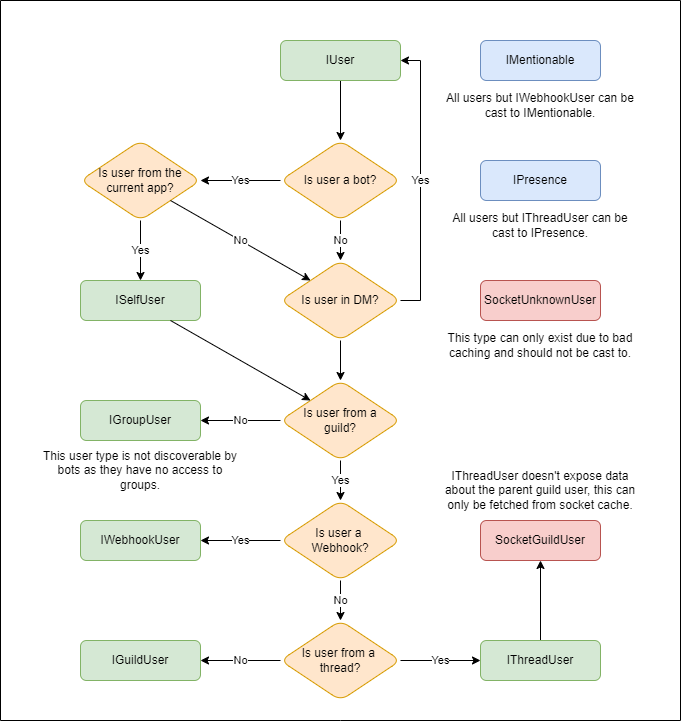 IUser
IMentionable
All users but IWebhookUser can be
cast to IMentionable.
Is user from the
current app?
Yes
Is user a bot?
Yes
IPresence
All users but IThreadUser can be
cast to IPresence.
Yes
No
No
ISelfUser
Is user in DM?
SocketUnknownUser
This type can only exist due to bad
caching and should not be cast to.
IGroupUser
No
Is user from a
guild?
This user type is not discoverable by
bots as they have no access to
groups.
Yes
IThreadUser doesn't expose data
about the parent guild user, this can
only be fetched from socket cache.
IWebhookUser
Yes
Is user a
Webhook?
SocketGuildUser
No
IGuildUser
No
Is user from a
thread?
Yes
IThreadUser